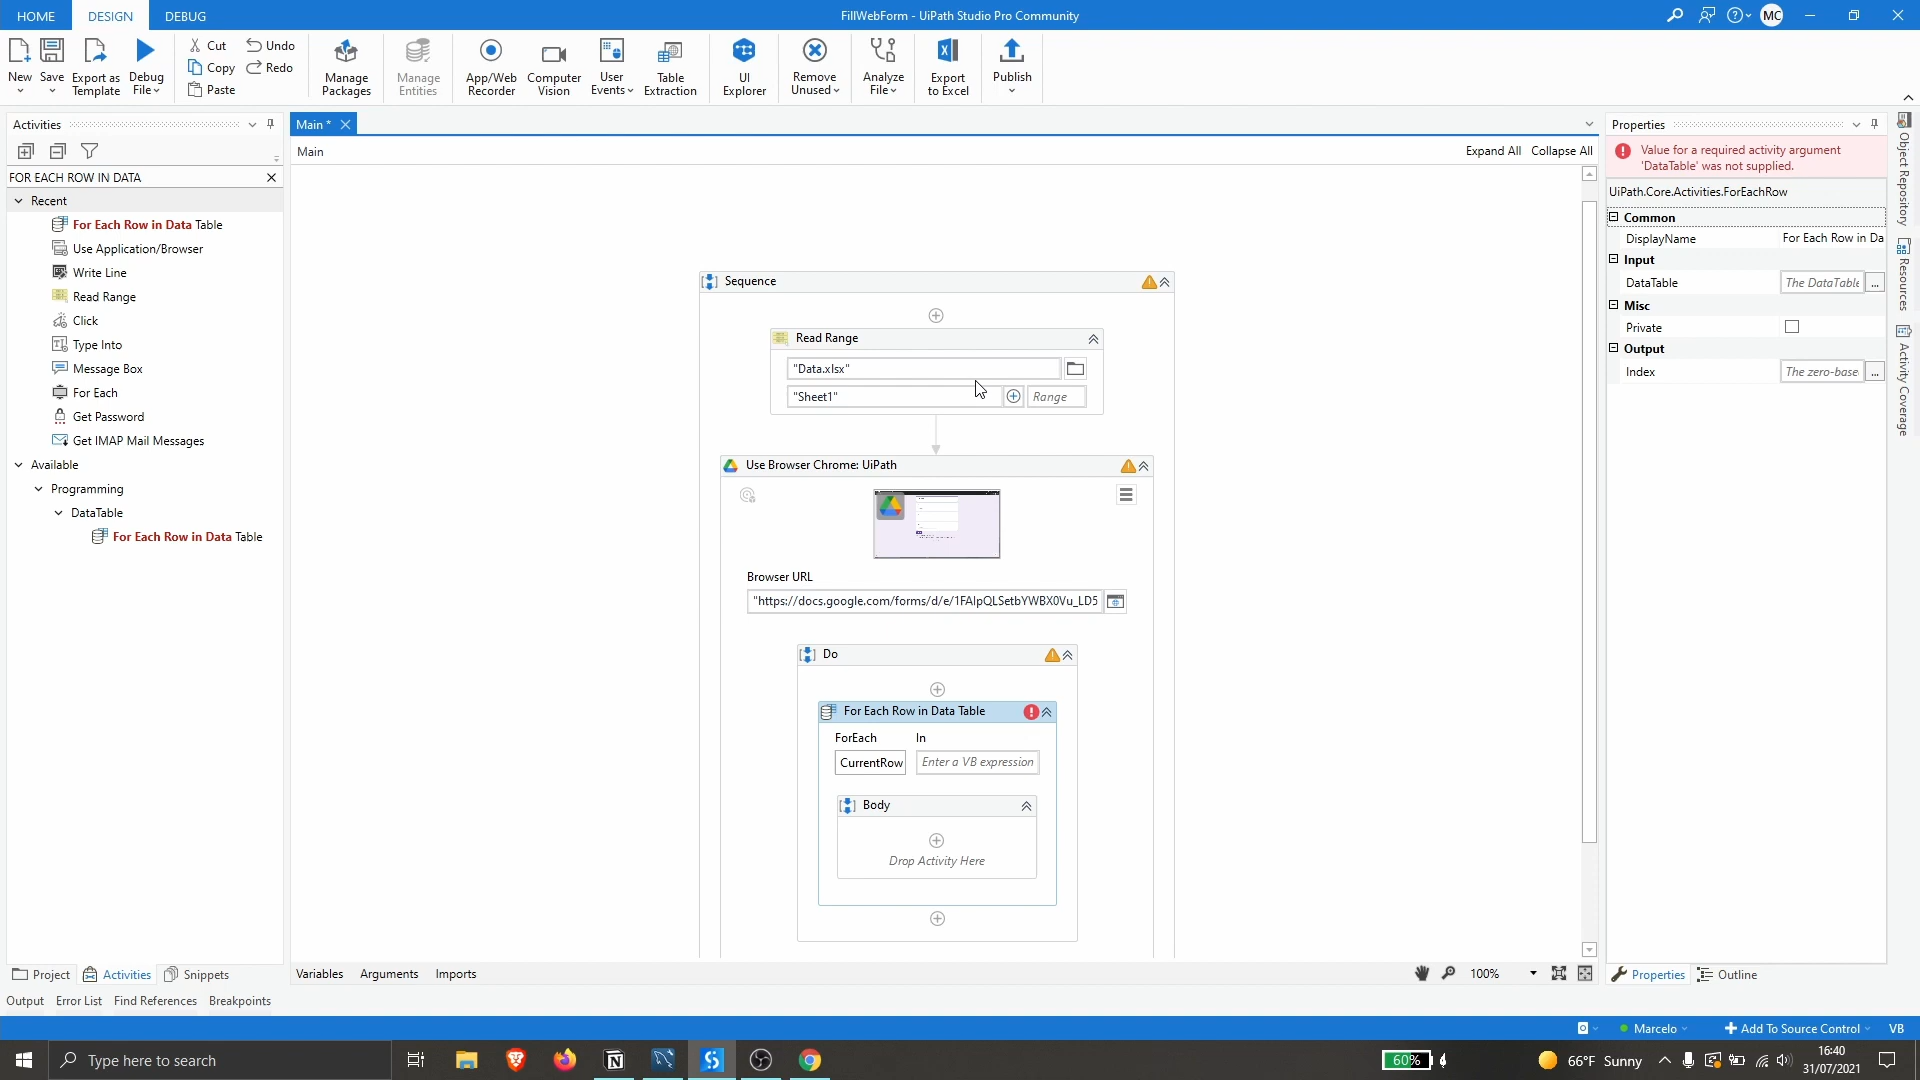 HOME
DESIGN
DEBUG
FillWebForm - UiPath Studio Pro Community
MC
New
Save
Export as
Template
Debug
File
Cut
Copy
Paste
Undo
Redo
Manage
Packages
Manage
Entities
App/Web
Recorder
Computer
Vision
User
Events
Table
Extraction
UI
Explorer
Remove
Unused
Analyze
File
Export
to Excel
Publish
Activities
FOR EACH ROW IN DATA
Recent
For Each Row in Data Table
Use Application/Browser
Write Line
Read Range
Click
Type Into
Message Box
For Each
Get Password
Get IMAP Mail Messages
Available
Programming
DataTable
For Each Row in Data Table
Main *
Main
Expand All
Collapse All
Sequence
Read Range
"Data.xlsx"
"Sheet1"
Range
Use Browser Chrome: UiPath
Browser URL
"https://docs.google.com/forms/d/e/1FAIpQLSetbYWBX0Vu_LD5
Do
For Each Row in Data Table
ForEach
In
CurrentRow
Enter a VB expression
Body
Drop Activity Here
Properties
Value for a required activity argument
'DataTable' was not supplied.
UiPath.Core.Activities.ForEachRow
Common
DisplayName
For Each Row in Da
Input
DataTable
The DataTable
...
Misc
Private
Output
Index
The zero-base
...
Object Repository
Resources
Activity Coverage
Project
Activities
Snippets
Variables
Arguments
Imports
100%
Properties
Outline
Output
Error List
Find References
Breakpoints
Marcelo
Add To Source Control
VB
Type here to search
60%
66°F Sunny
16:40
31/07/2021